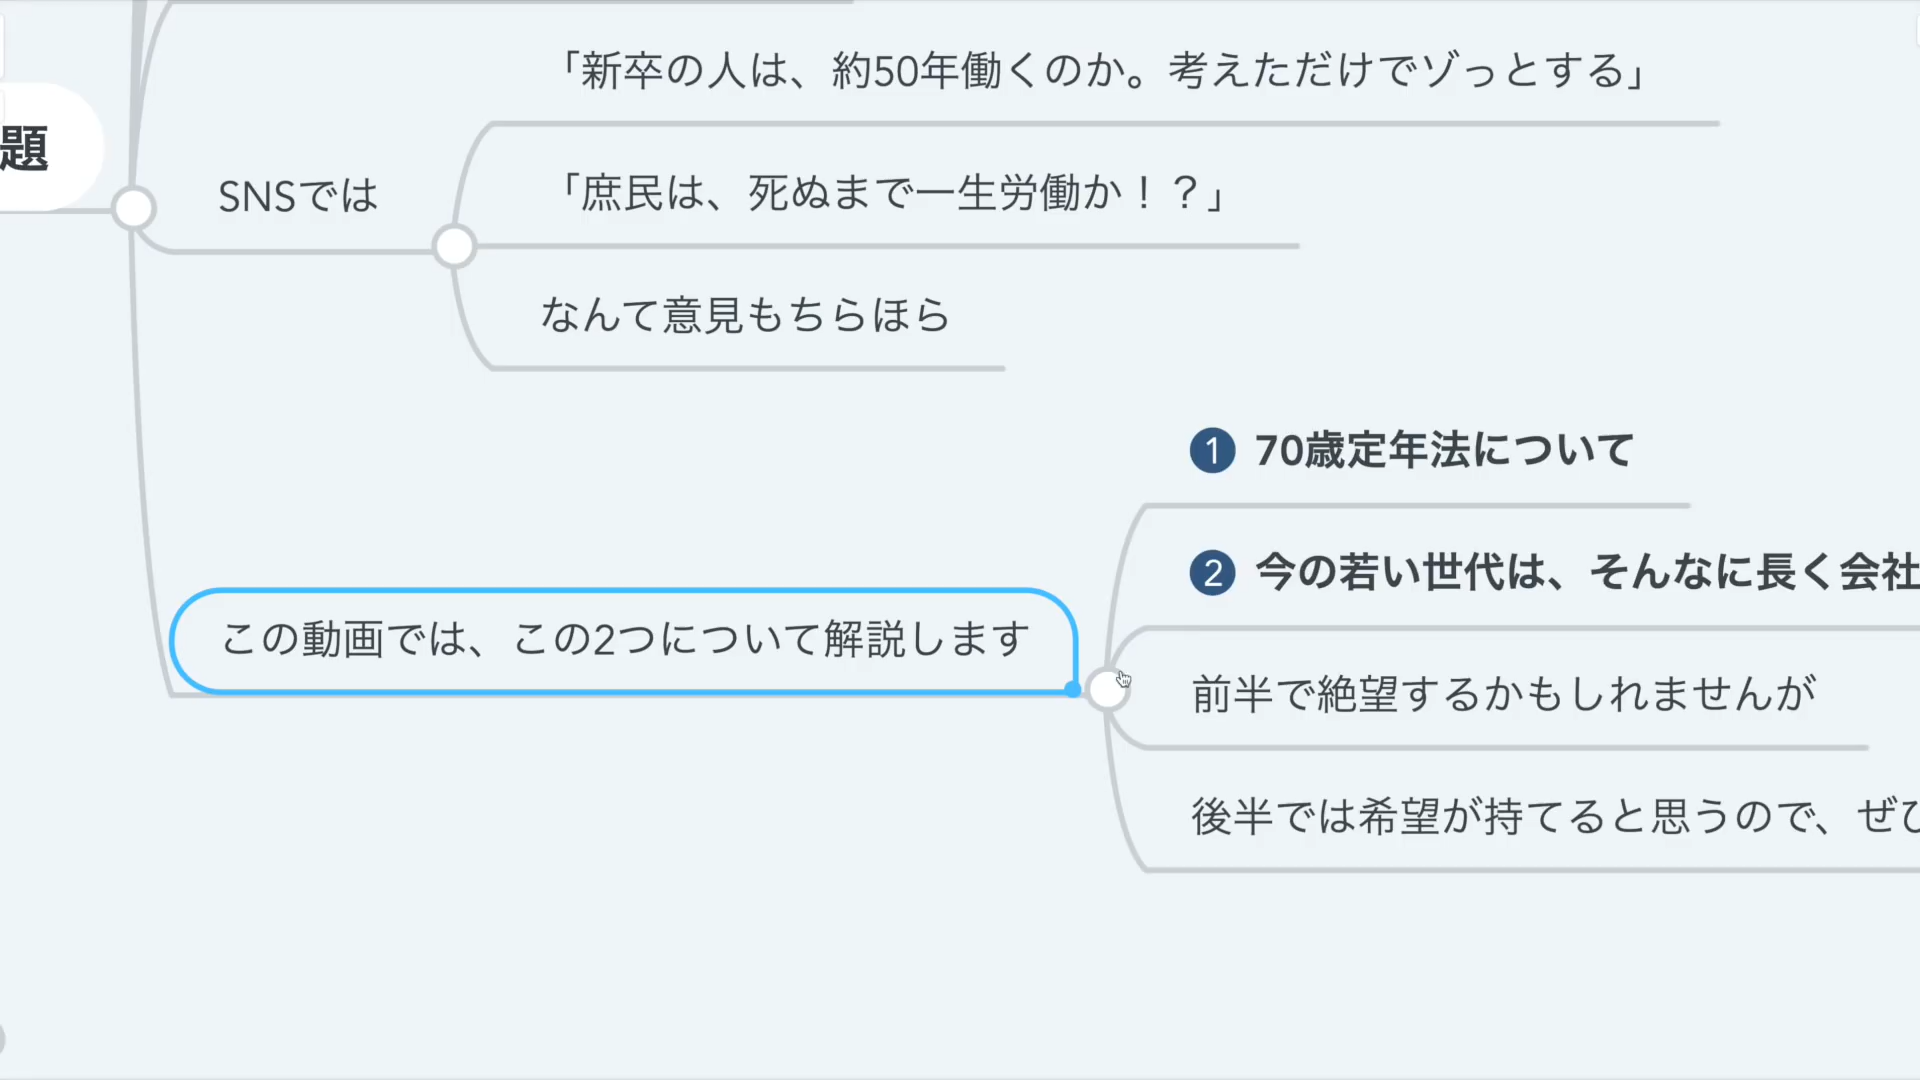 題
SNSでは
「新卒の人は、約50年働くのか。考えただけでゾっとする」
「庶民は、死ぬまで一生労働か！？」
なんて意見もちらほら
この動画では、この2つについて解説します
1 70歳定年法について
2 今の若い世代は、そんなに長く会社
前半で絶望するかもしれませんが
後半では希望が持てると思うので、ぜひ